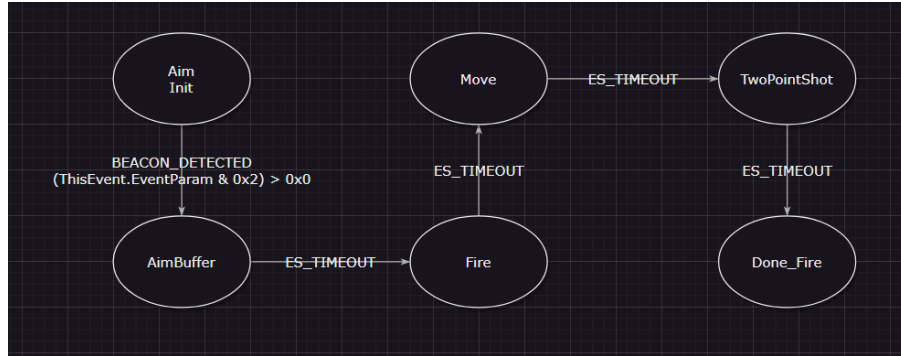 Aim
Init
Move
ES_TIMEOUT
TwoPointShot
BEACON_DETECTED
(ThisEvent.EventParam & 0x2) > 0x0
ES_TIMEOUT
ES_TIMEOUT
AimBuffer
ES_TIMEOUT
Fire
Done_Fire